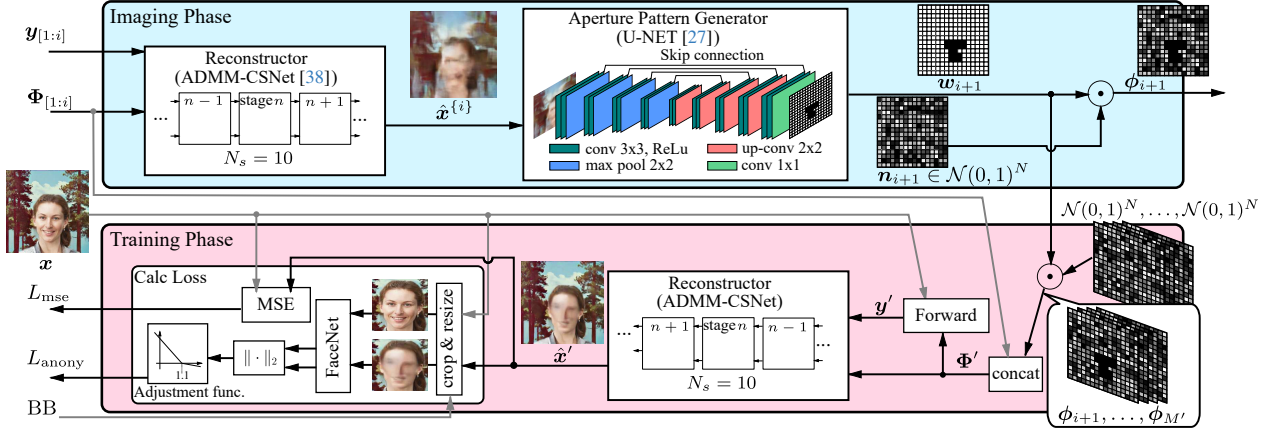 Imaging Phase
y[1:i]
Φ[1:i]
Reconstructor
(ADMM-CSNet [38])
n − 1
stage n
n + 1
...
...
Nₛ = 10
x̂^{i}
Aperture Pattern Generator
(U-NET [27])
Skip connection
conv 3x3, ReLu
up-conv 2x2
max pool 2x2
conv 1x1
w_{i+1}
n_{i+1} ∈ 𝒩(0, 1)^N
ϕ_{i+1}
x
𝒩(0, 1)^N, . . . , 𝒩(0, 1)^N
Training Phase
Calc Loss
L_mse
MSE
L_anony
1.1
Adjustment func.
‖ · ‖₂
FaceNet
crop & resize
BB
x̂′
Reconstructor
(ADMM-CSNet)
...
n + 1
stage n
n − 1
...
Nₛ = 10
y′
Forward
Φ′
concat
ϕ_{i+1}, . . . , ϕ_{M′}